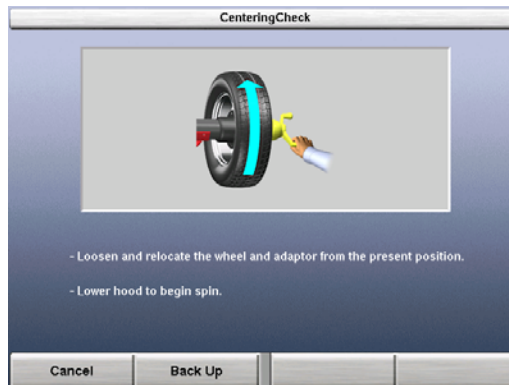 CenteringCheck
- Loosen and relocate the wheel and adaptor from the present position.
- Lower hood to begin spin.
Cancel
Back Up